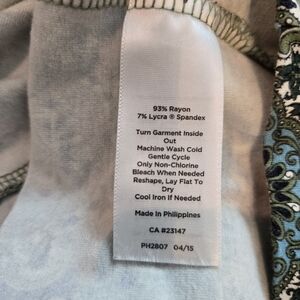 93% Rayon
7% Lycra ® Spandex
Turn Garment Inside
Out
Machine Wash Cold
Gentle Cycle
Only Non-Chlorine
Bleach When Needed
Reshape, Lay Flat To
Dry
Cool Iron If Needed
Made In Philippines
CA #23147
PH2807 04/15